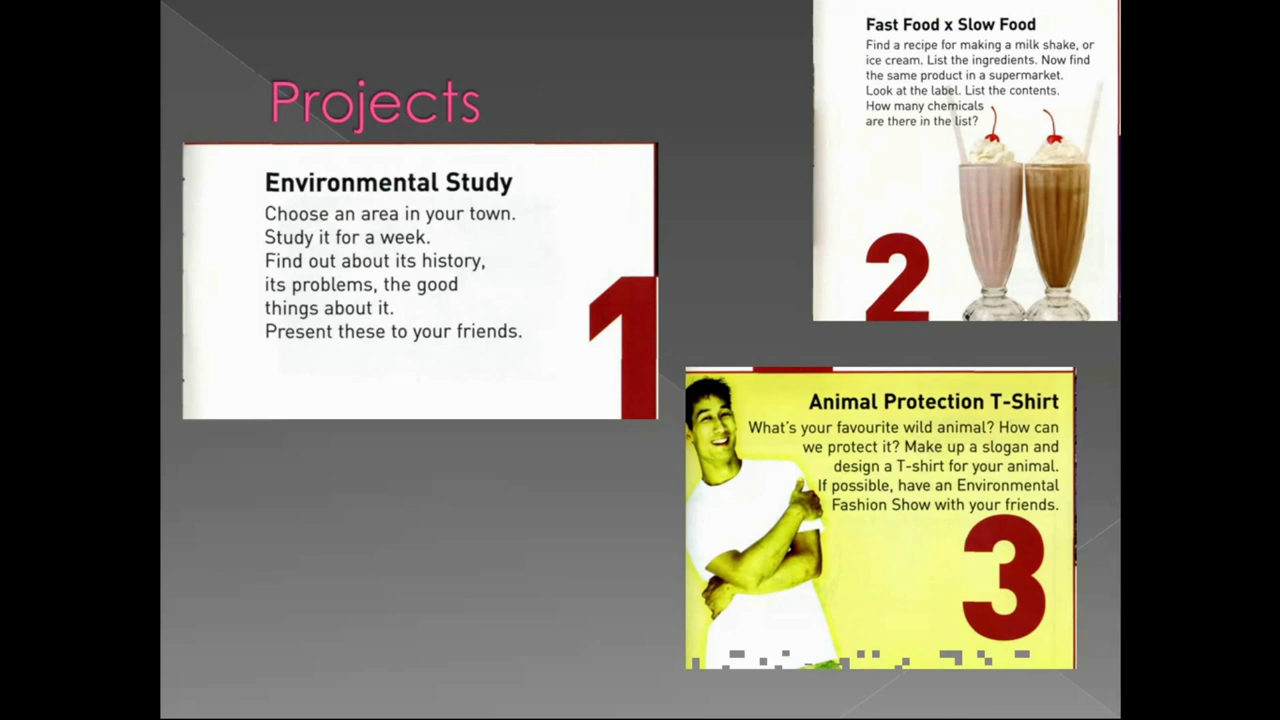 Projects
Environmental Study
Choose an area in your town.
Study it for a week.
Find out about its history,
its problems, the good
things about it.
Present these to your friends.
1
Fast Food x Slow Food
Find a recipe for making a milk shake, or
ice cream. List the ingredients. Now find
the same product in a supermarket.
Look at the label. List the contents.
How many chemicals
are there in the list?
2
Animal Protection T-Shirt
What's your favourite wild animal? How can
we protect it? Make up a slogan and
design a T-shirt for your animal.
If possible, have an Environmental
Fashion Show with your friends.
3